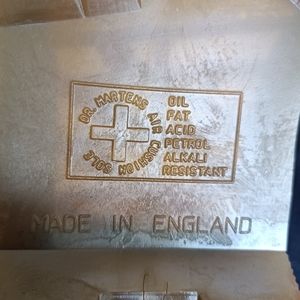 DR. MARTENS AIR CUSHION SOLE
OIL
FAT
ACID
PETROL
ALKALI
RESISTANT
MADE IN ENGLAND